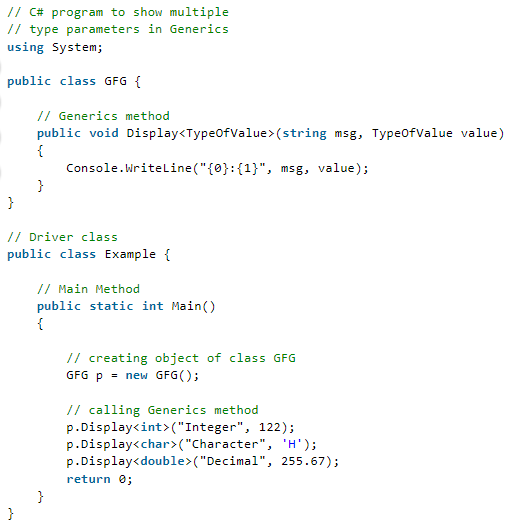 // C# program to show multiple
// type parameters in Generics
using System;

public class GFG {

    // Generics method
    public void Display<TypeOfValue>(string msg, TypeOfValue value)
    {
        Console.WriteLine("{0}:{1}", msg, value);
    }
}

// Driver class
public class Example {

    // Main Method
    public static int Main()
    {

        // creating object of class GFG
        GFG p = new GFG();

        // calling Generics method
        p.Display<int>("Integer", 122);
        p.Display<char>("Character", 'H');
        p.Display<double>("Decimal", 255.67);
        return 0;
    }
}